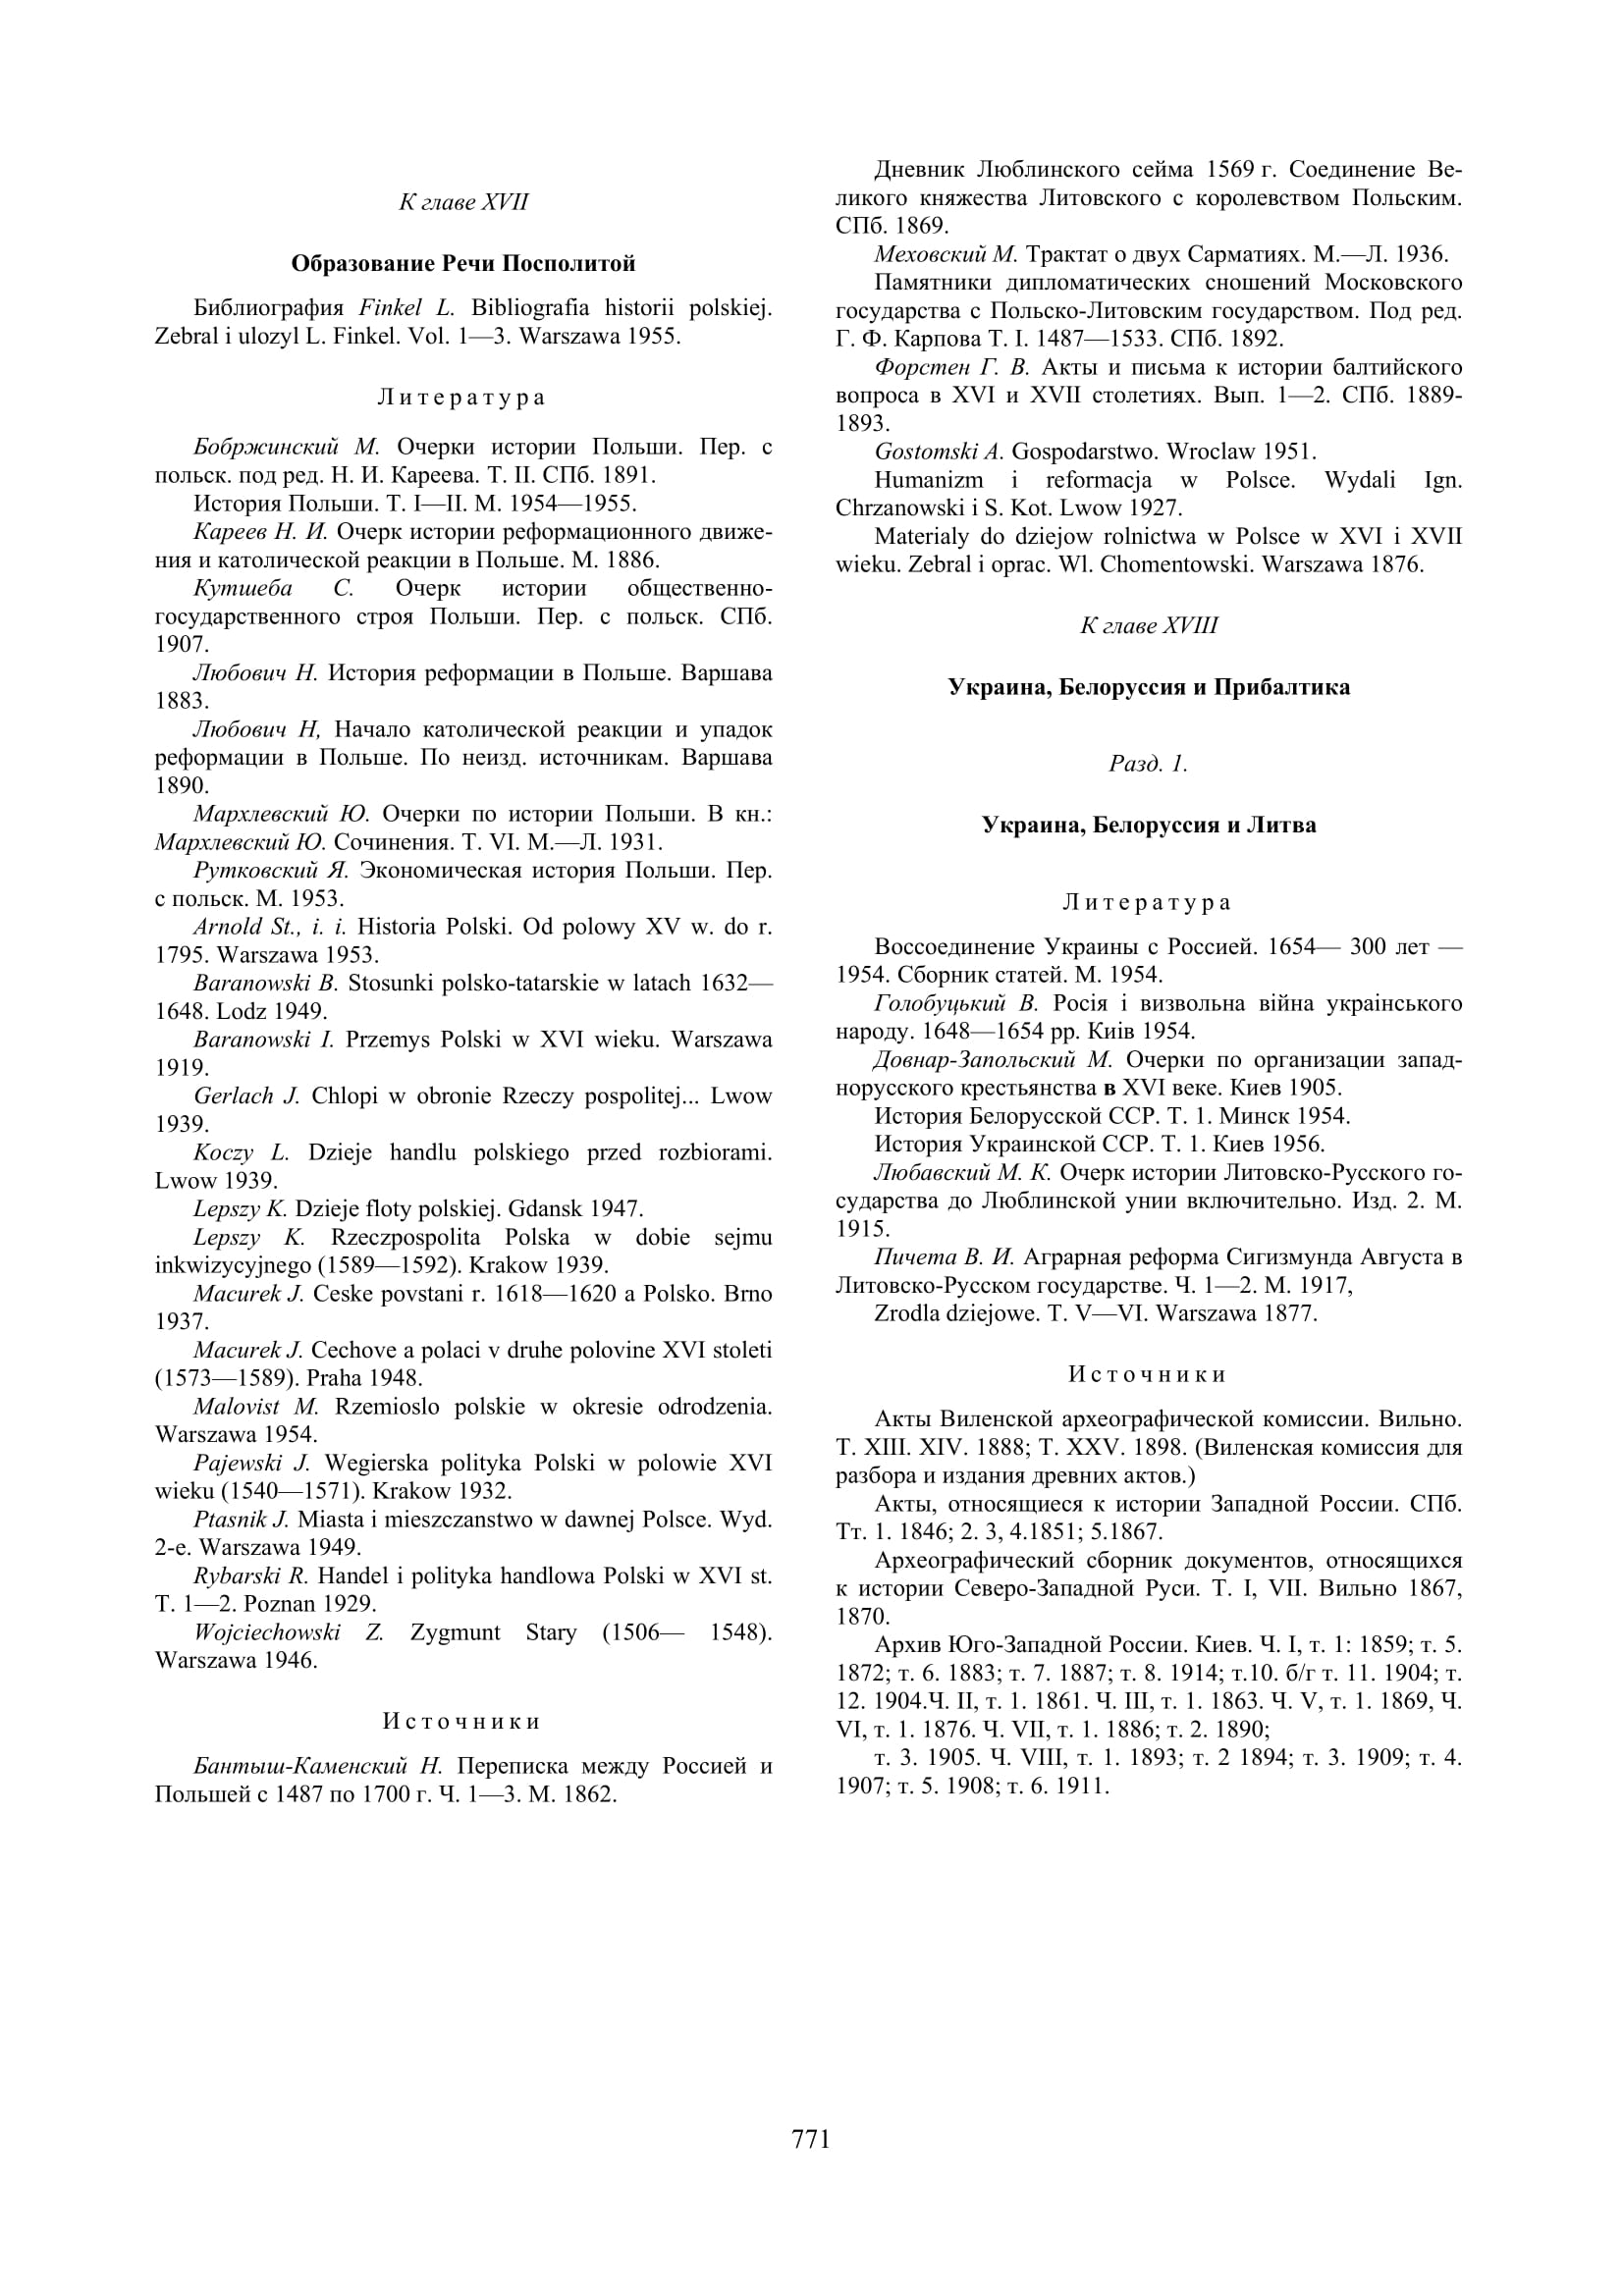 К главе XVII
Образование Речи Посполитой
Библиография Finkel L. Bibliografia historii polskiej.
Zebral i ulozyl L. Finkel. Vol. 1—3. Warszawa 1955.
Литература
Бобржинский М. Очерки истории Польши. Пер. с
польск. под ред. Н. И. Кареева. Т. II. СПб. 1891.
История Польши. Т. I—II. М. 1954—1955.
Кареев Н. И. Очерк истории реформационного движе-
ния и католической реакции в Польше. М. 1886.
Кутшеба С. Очерк истории общественно-
государственного строя Польши. Пер. с польск. СПб.
1907.
Любович Н. История реформации в Польше. Варшава
1883.
Любович Н, Начало католической реакции и упадок
реформации в Польше. По неизд. источникам. Варшава
1890.
Мархлевский Ю. Очерки по истории Польши. В кн.:
Мархлевский Ю. Сочинения. Т. VI. М.—Л. 1931.
Рутковский Я. Экономическая история Польши. Пер.
с польск. М. 1953.
Arnold St., i. i. Historia Polski. Od polowy XV w. do r.
1795. Warszawa 1953.
Baranowski B. Stosunki polsko-tatarskie w latach 1632—
1648. Lodz 1949.
Baranowski I. Przemys Polski w XVI wieku. Warszawa
1919.
Gerlach J. Chlopi w obronie Rzeczy pospolitej... Lwow
1939.
Koczy L. Dzieje handlu polskiego przed rozbiorami.
Lwow 1939.
Lepszy K. Dzieje floty polskiej. Gdansk 1947.
Lepszy K. Rzeczpospolita Polska w dobie sejmu
inkwizycyjnego (1589—1592). Krakow 1939.
Macurek J. Ceske povstani r. 1618—1620 a Polsko. Brno
1937.
Macurek J. Cechove a polaci v druhe polovine XVI stoleti
(1573—1589). Praha 1948.
Malovist M. Rzemioslo polskie w okresie odrodzenia.
Warszawa 1954.
Pajewski J. Wegierska polityka Polski w polowie XVI
wieku (1540—1571). Krakow 1932.
Ptasnik J. Miasta i mieszczanstwo w dawnej Polsce. Wyd.
2-e. Warszawa 1949.
Rybarski R. Handel i polityka handlowa Polski w XVI st.
T. 1—2. Poznan 1929.
Wojciechowski Z. Zygmunt Stary (1506— 1548).
Warszawa 1946.
Источники
Бантыш-Каменский Н. Переписка между Россией и
Польшей с 1487 по 1700 г. Ч. 1—3. М. 1862.
Дневник Люблинского сейма 1569 г. Соединение Ве-
ликого княжества Литовского с королевством Польским.
СПб. 1869.
Меховский М. Трактат о двух Сарматиях. М.—Л. 1936.
Памятники дипломатических сношений Московского
государства с Польско-Литовским государством. Под ред.
Г. Ф. Карпова Т. I. 1487—1533. СПб. 1892.
Форстен Г. В. Акты и письма к истории балтийского
вопроса в XVI и XVII столетиях. Вып. 1—2. СПб. 1889-
1893.
Gostomski A. Gospodarstwo. Wroclaw 1951.
Humanizm i reformacja w Polsce. Wydali Ign.
Chrzanowski i S. Kot. Lwow 1927.
Materialy do dziejow rolnictwa w Polsce w XVI i XVII
wieku. Zebral i oprac. Wl. Chomentowski. Warszawa 1876.
К главе XVIII
Украина, Белоруссия и Прибалтика
Разд. 1.
Украина, Белоруссия и Литва
Литература
Воссоединение Украины с Россией. 1654— 300 лет —
1954. Сборник статей. М. 1954.
Голобуцький В. Росія і визвольна війна украінського
народу. 1648—1654 рр. Киів 1954.
Довнар-Запольский М. Очерки по организации запад-
норусского крестьянства в XVI веке. Киев 1905.
История Белорусской ССР. Т. 1. Минск 1954.
История Украинской ССР. Т. 1. Киев 1956.
Любавский М. К. Очерк истории Литовско-Русского го-
сударства до Люблинской унии включительно. Изд. 2. М.
1915.
Пичета В. И. Аграрная реформа Сигизмунда Августа в
Литовско-Русском государстве. Ч. 1—2. М. 1917,
Zrodla dziejowe. T. V—VI. Warszawa 1877.
Источники
Акты Виленской археографической комиссии. Вильно.
Т. XIII. XIV. 1888; Т. XXV. 1898. (Виленская комиссия для
разбора и издания древних актов.)
Акты, относящиеся к истории Западной России. СПб.
Тт. 1. 1846; 2. 3, 4.1851; 5.1867.
Археографический сборник документов, относящихся
к истории Северо-Западной Руси. Т. I, VII. Вильно 1867,
1870.
Архив Юго-Западной России. Киев. Ч. I, т. 1: 1859; т. 5.
1872; т. 6. 1883; т. 7. 1887; т. 8. 1914; т.10. б/г т. 11. 1904; т.
12. 1904.Ч. II, т. 1. 1861. Ч. III, т. 1. 1863. Ч. V, т. 1. 1869, Ч.
VI, т. 1. 1876. Ч. VII, т. 1. 1886; т. 2. 1890;
т. 3. 1905. Ч. VIII, т. 1. 1893; т. 2 1894; т. 3. 1909; т. 4.
1907; т. 5. 1908; т. 6. 1911.
771